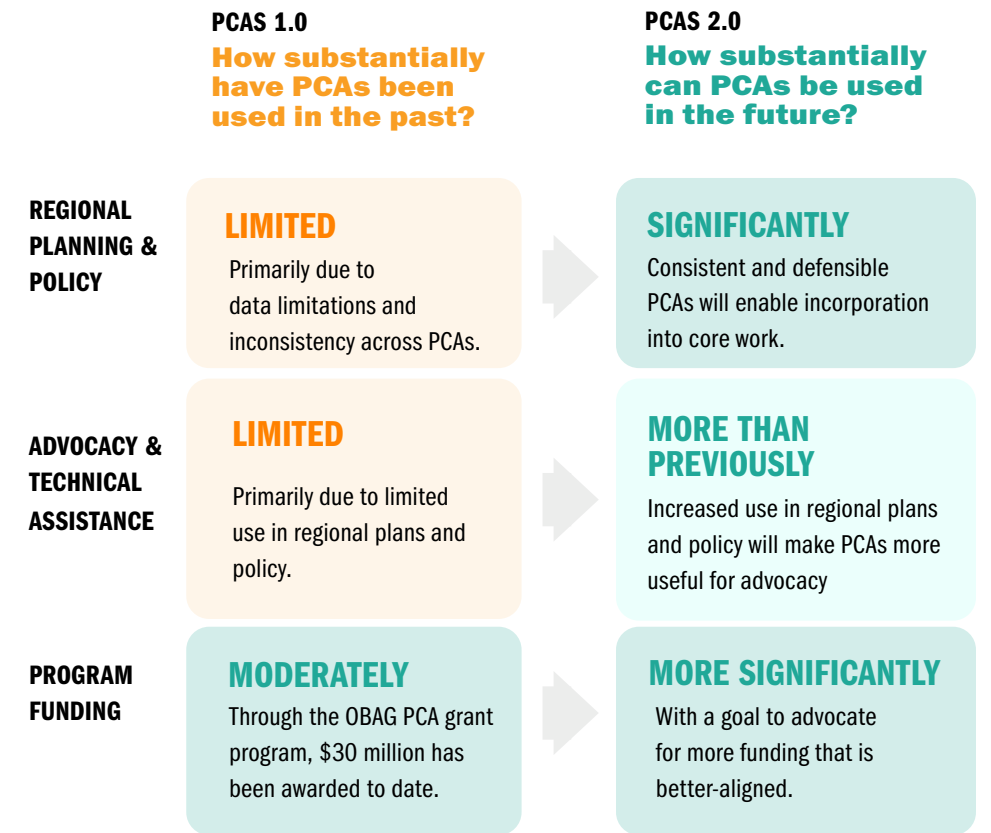 PCAS 1.0
How substantially
have PCAs been
used in the past?
PCAS 2.0
How substantially
can PCAs be used
in the future?
REGIONAL
PLANNING &
POLICY
LIMITED
Primarily due to
data limitations and
inconsistency across PCAs.
SIGNIFICANTLY
Consistent and defensible
PCAs will enable incorporation
into core work.
ADVOCACY &
TECHNICAL
ASSISTANCE
LIMITED
Primarily due to limited
use in regional plans and
policy.
MORE THAN
PREVIOUSLY
Increased use in regional plans
and policy will make PCAs more
useful for advocacy
PROGRAM
FUNDING
MODERATELY
Through the OBAG PCA grant
program, $30 million has
been awarded to date.
MORE SIGNIFICANTLY
With a goal to advocate
for more funding that is
better-aligned.